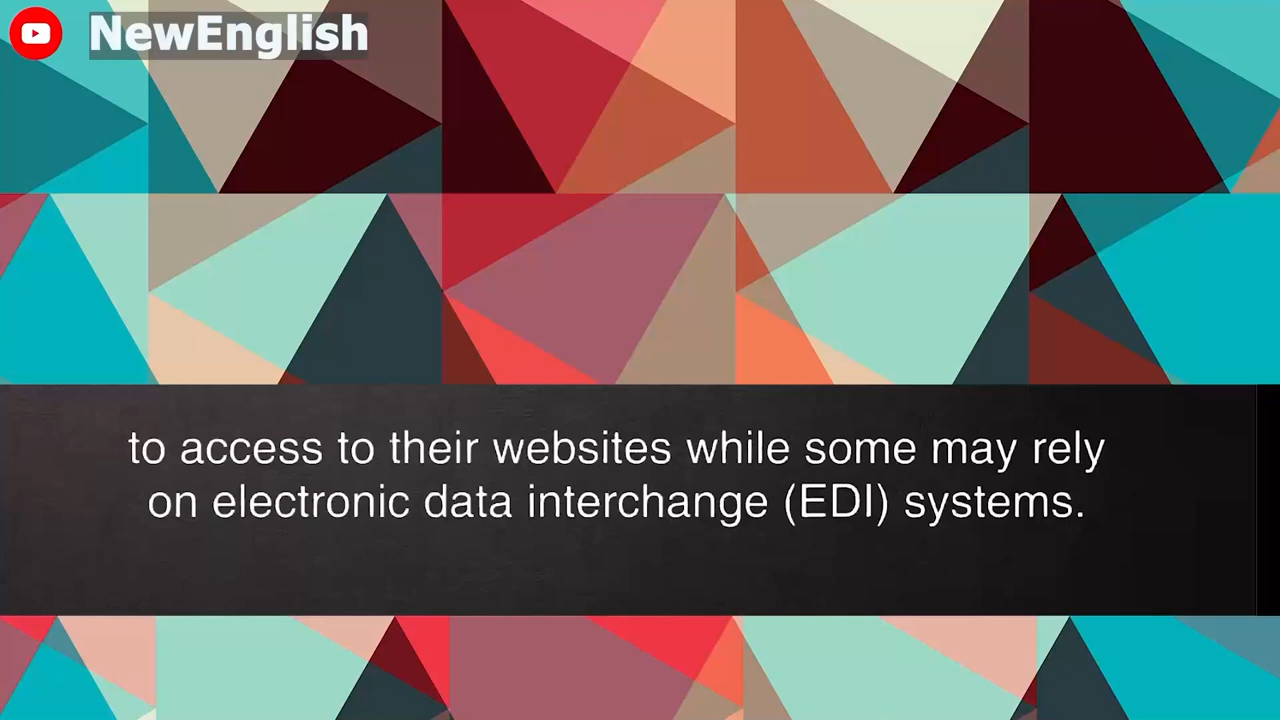 NewEnglish
to access to their websites while some may rely
on electronic data interchange (EDI) systems.